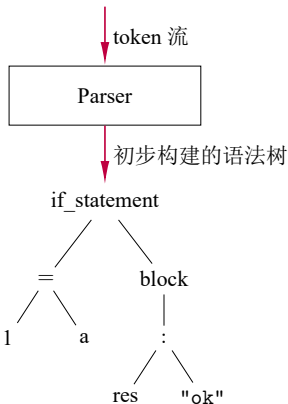 token 流
Parser
初步构建的语法树
if_statement
=
block
1
a
:
res
"ok"